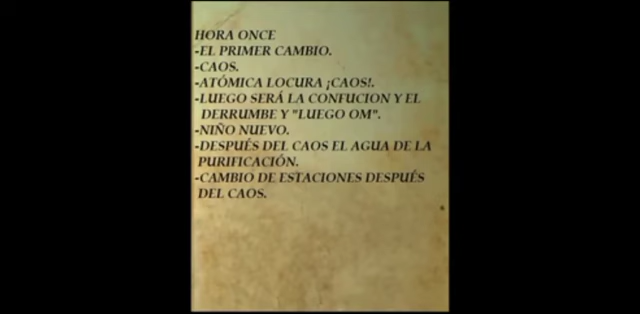 HORA ONCE
-EL PRIMER CAMBIO.
-CAOS.
-ATÓMICA LOCURA ¡CAOS!.
-LUEGO SERÁ LA CONFUCION Y EL
DERRUMBE Y "LUEGO OM".
-NIÑO NUEVO.
-DESPUÉS DEL CAOS EL AGUA DE LA
PURIFICACIÓN.
-CAMBIO DE ESTACIONES DESPUÉS
DEL CAOS.